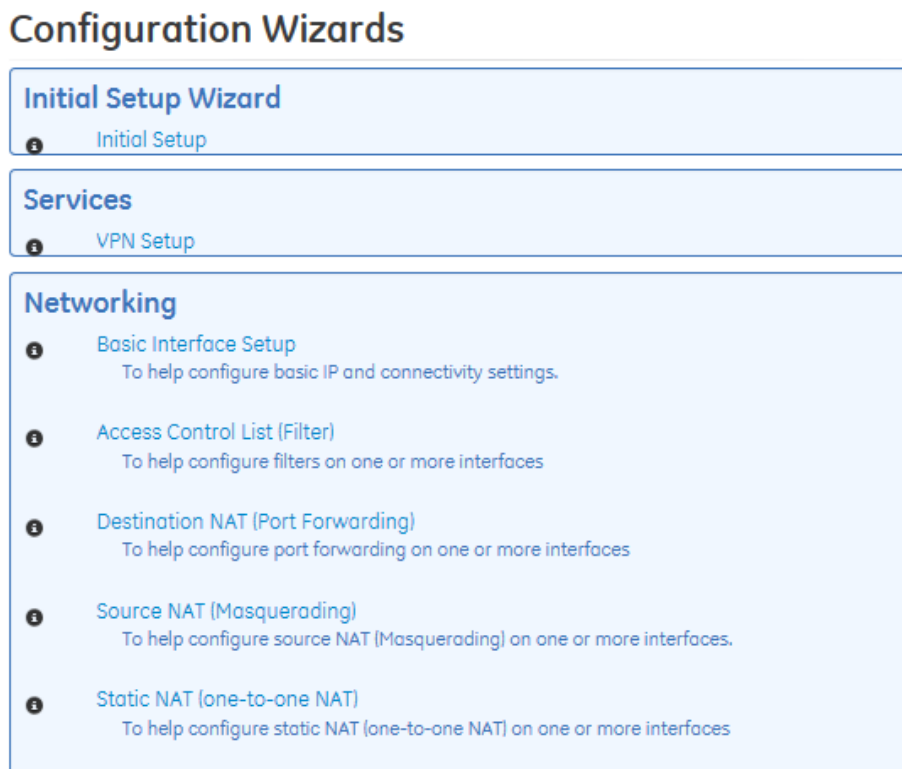 Configuration Wizards
Initial Setup Wizard
Initial Setup
Services
VPN Setup
Networking
Basic Interface Setup
To help configure basic IP and connectivity settings.
Access Control List (Filter)
To help configure filters on one or more interfaces
Destination NAT (Port Forwarding)
To help configure port forwarding on one or more interfaces
Source NAT (Masquerading)
To help configure source NAT (Masquerading) on one or more interfaces.
Static NAT (one-to-one NAT)
To help configure static NAT (one-to-one NAT) on one or more interfaces